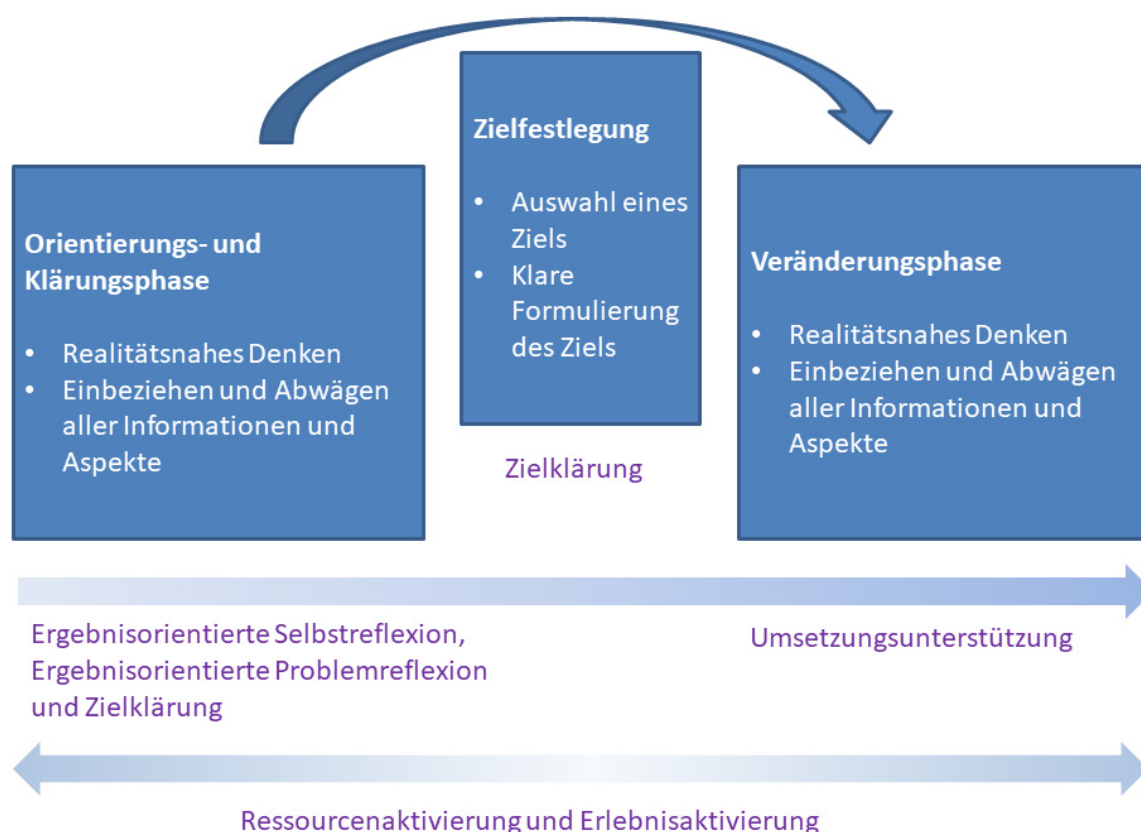 Orientierungs- und
Klärungsphase
• Realitätsnahes Denken
• Einbeziehen und Abwägen
aller Informationen und
Aspekte
Zielfestlegung
• Auswahl eines
Ziels
• Klare
Formulierung
des Ziels
Zielklärung
Veränderungsphase
• Realitätsnahes Denken
• Einbeziehen und Abwägen
aller Informationen und
Aspekte
Ergebnisorientierte Selbstreflexion,
Ergebnisorientierte Problemreflexion
und Zielklärung
Umsetzungsunterstützung
Ressourcenaktivierung und Erlebnisaktivierung